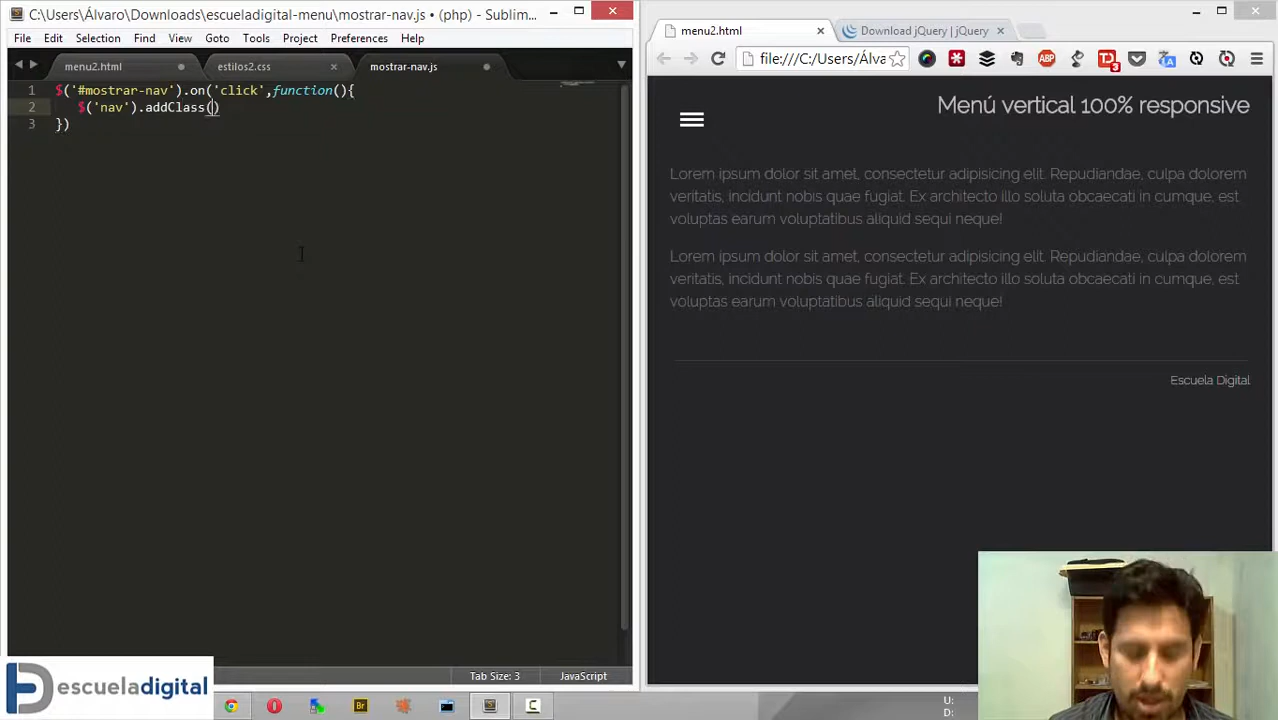 C:\Users\Álvaro\Downloads\escueladigital-menu\mostrar-nav.js • (php) - Sublim...
File Edit Selection Find View Goto Tools Project Preferences Help
menu2.html
estilos2.css
mostrar-nav.js
1 $('#mostrar-nav').on('click',function(){
2 $('nav').addClass()
3 })
Tab Size: 3
JavaScript
escueladigital
Br
menu2.html
Download jQuery | jQuery
file:///C:/Users/Álva
ABP
3
Menú vertical 100% responsive
Lorem ipsum dolor sit amet, consectetur adipisicing elit. Repudiandae, culpa dolorem
veritatis, incidunt nobis quae fugiat. Ex architecto illo soluta obcaecati in cumque, est
voluptas earum voluptatibus aliquid sequi neque!
Lorem ipsum dolor sit amet, consectetur adipisicing elit. Repudiandae, culpa dolorem
veritatis, incidunt nobis quae fugiat. Ex architecto illo soluta obcaecati in cumque, est
voluptas earum voluptatibus aliquid sequi neque!
Escuela Digital
U:
D: